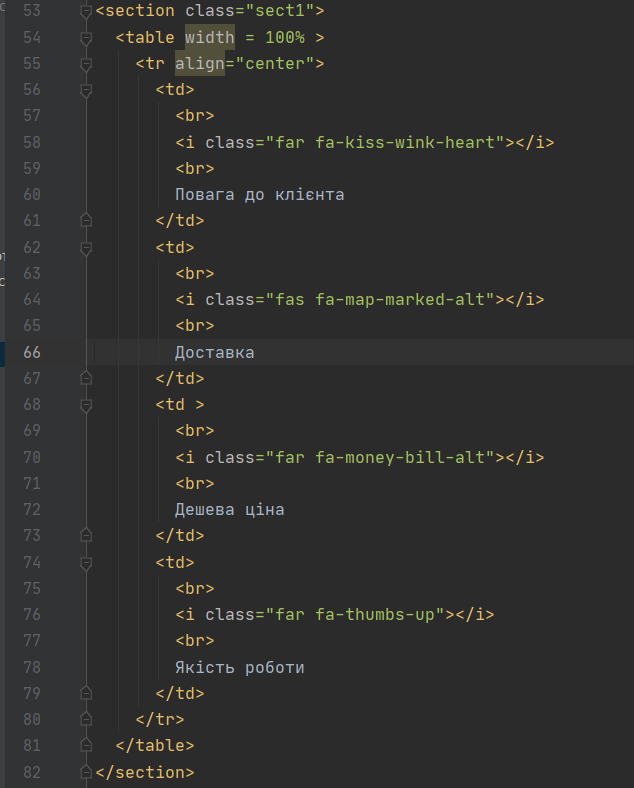 53 <section class="sect1">
54 <table width = 100% >
55 <tr align="center">
56 <td>
57 <br>
58 <i class="far fa-kiss-wink-heart"></i>
59 <br>
60 Повага до клієнта
61 </td>
62 <td>
63 <br>
64 <i class="fas fa-map-marked-alt"></i>
65 <br>
66 Доставка
67 </td>
68 <td >
69 <br>
70 <i class="far fa-money-bill-alt"></i>
71 <br>
72 Дешева ціна
73 </td>
74 <td>
75 <br>
76 <i class="far fa-thumbs-up"></i>
77 <br>
78 Якість роботи
79 </td>
80 </tr>
81 </table>
82 </section>